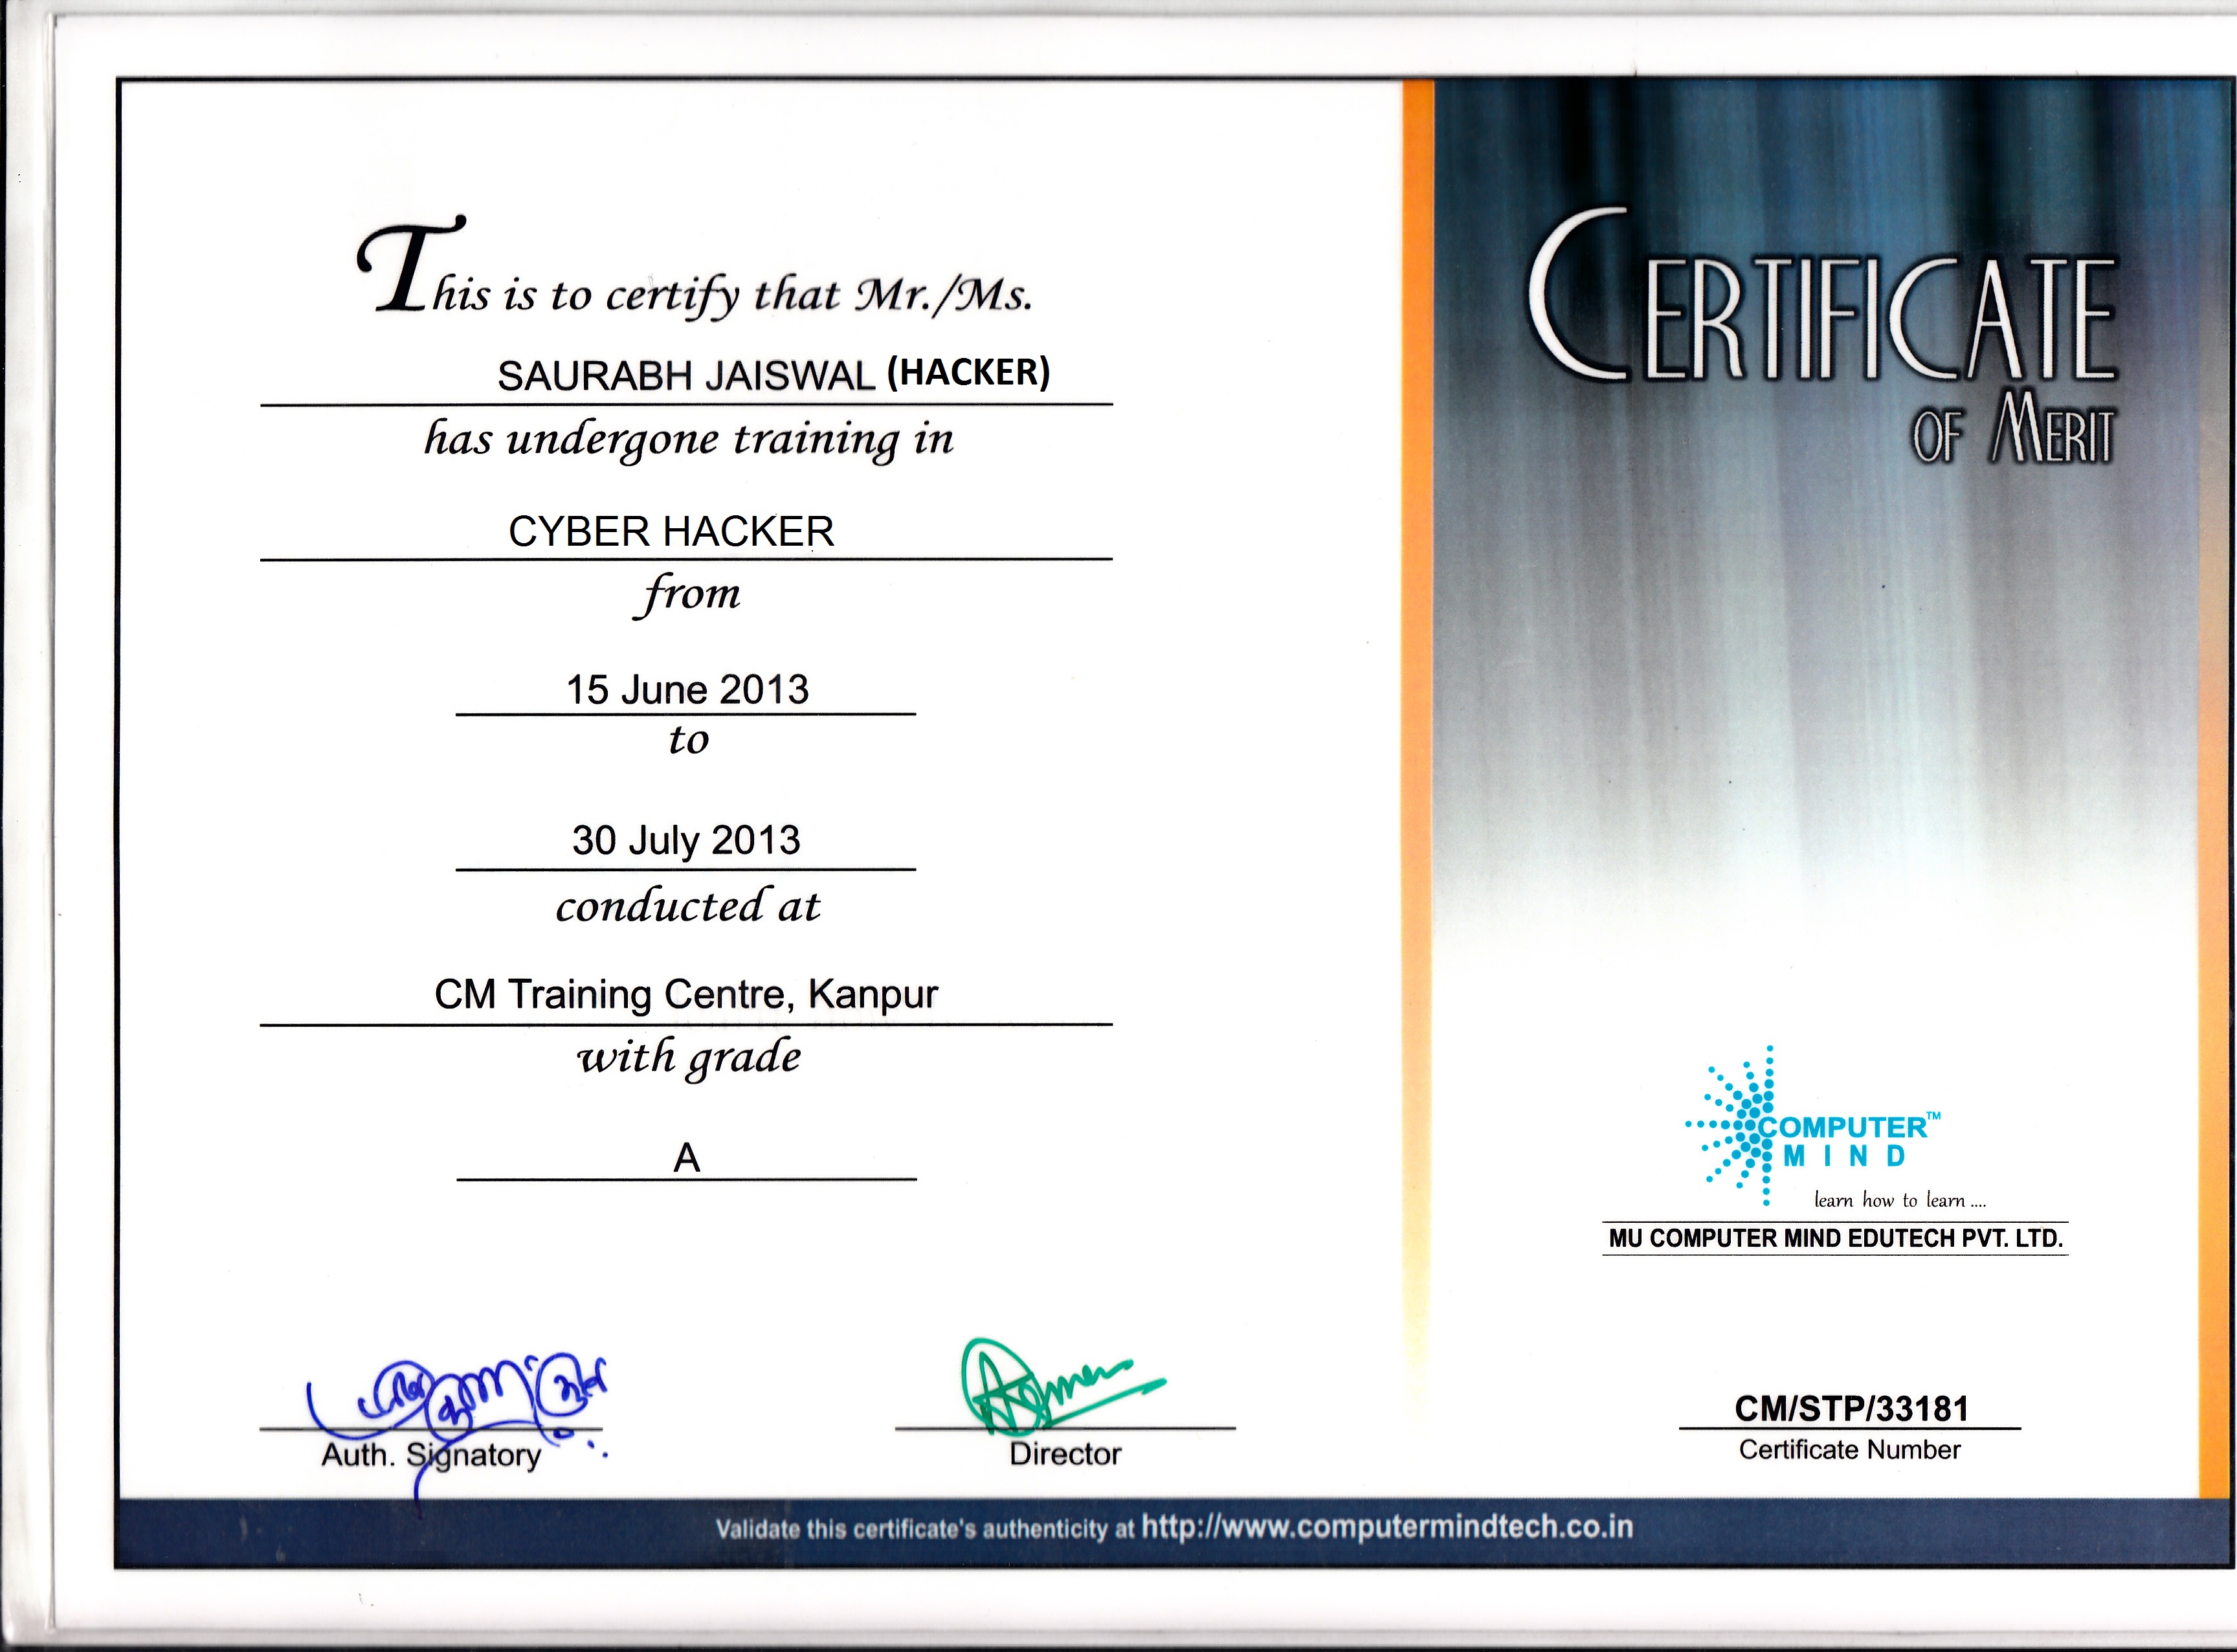 This is to certify that Mr./Ms.
SAURABH JAISWAL (HACKER)
has undergone training in
CYBER HACKER
from
15 June 2013
to
30 July 2013
conducted at
CM Training Centre, Kanpur
with grade
A
Auth. Signatory
Director
CERTIFICATE
OF MERIT
COMPUTER™
MIND
learn how to learn ....
MU COMPUTER MIND EDUTECH PVT. LTD.
CM/STP/33181
Certificate Number
Validate this certificate's authenticity at http://www.computermindtech.co.in